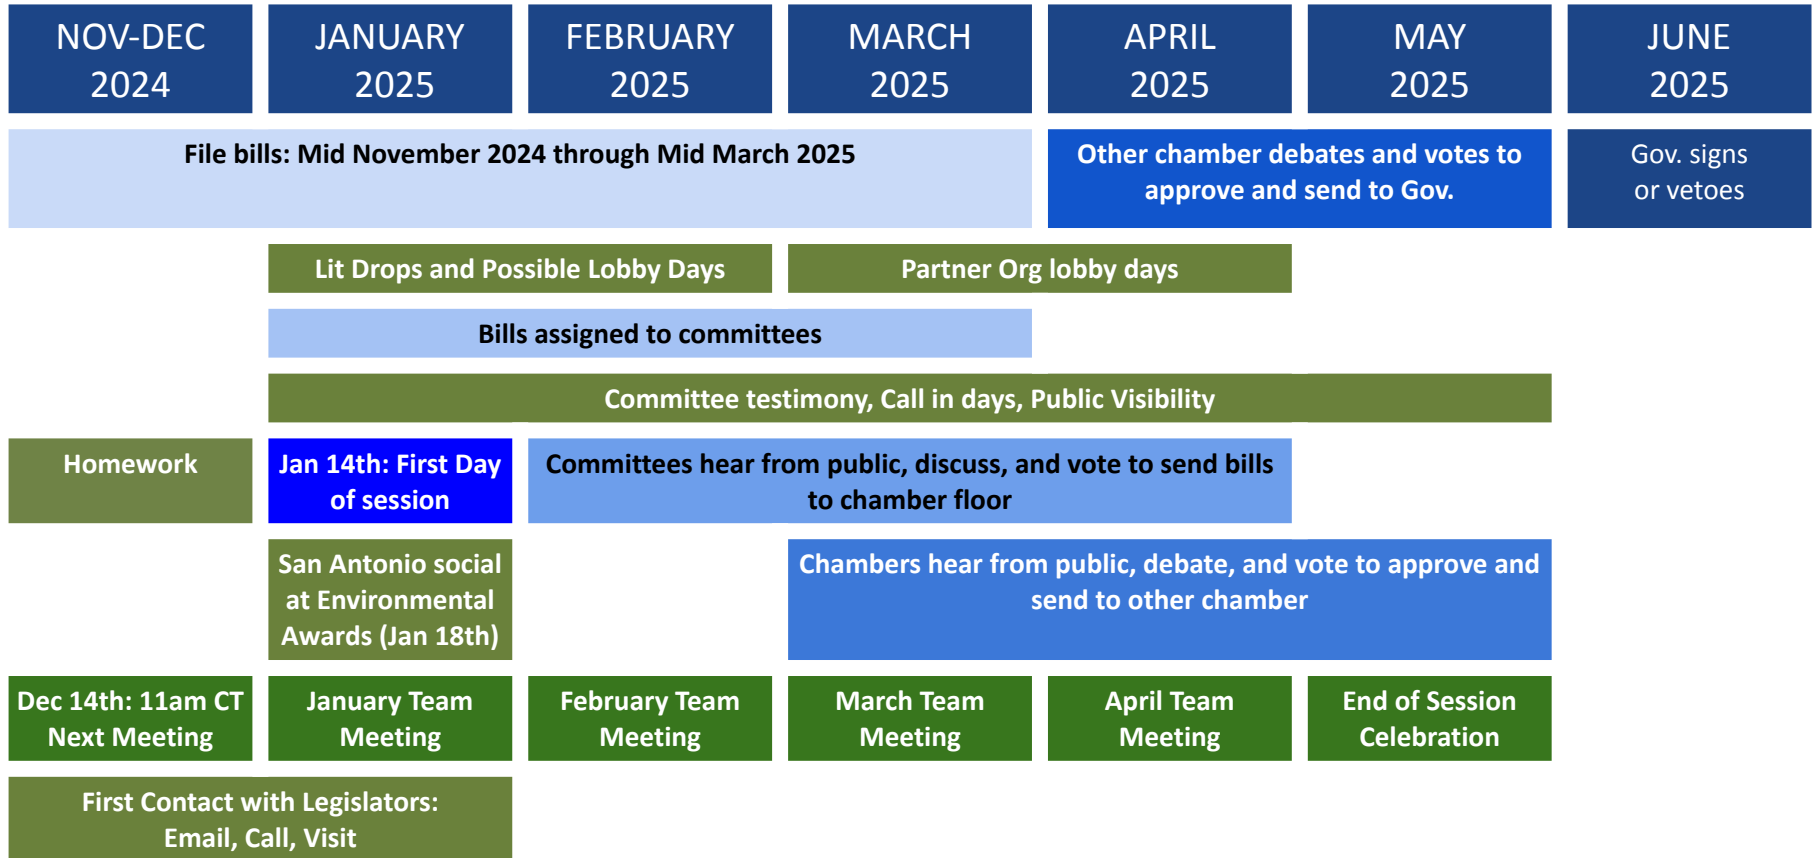 NOV-DEC
2024
JANUARY
2025
FEBRUARY
2025
MARCH
2025
APRIL
2025
MAY
2025
JUNE
2025
File bills: Mid November 2024 through Mid March 2025
Other chamber debates and votes to
approve and send to Gov.
Gov. signs
or vetoes
Lit Drops and Possible Lobby Days
Partner Org lobby days
Bills assigned to committees
Committee testimony, Call in days, Public Visibility
Homework
Jan 14th: First Day
of session
Committees hear from public, discuss, and vote to send bills
to chamber floor
San Antonio social
at Environmental
Awards (Jan 18th)
Chambers hear from public, debate, and vote to approve and
send to other chamber
Dec 14th: 11am CT
Next Meeting
January Team
Meeting
February Team
Meeting
March Team
Meeting
April Team
Meeting
End of Session
Celebration
First Contact with Legislators:
Email, Call, Visit